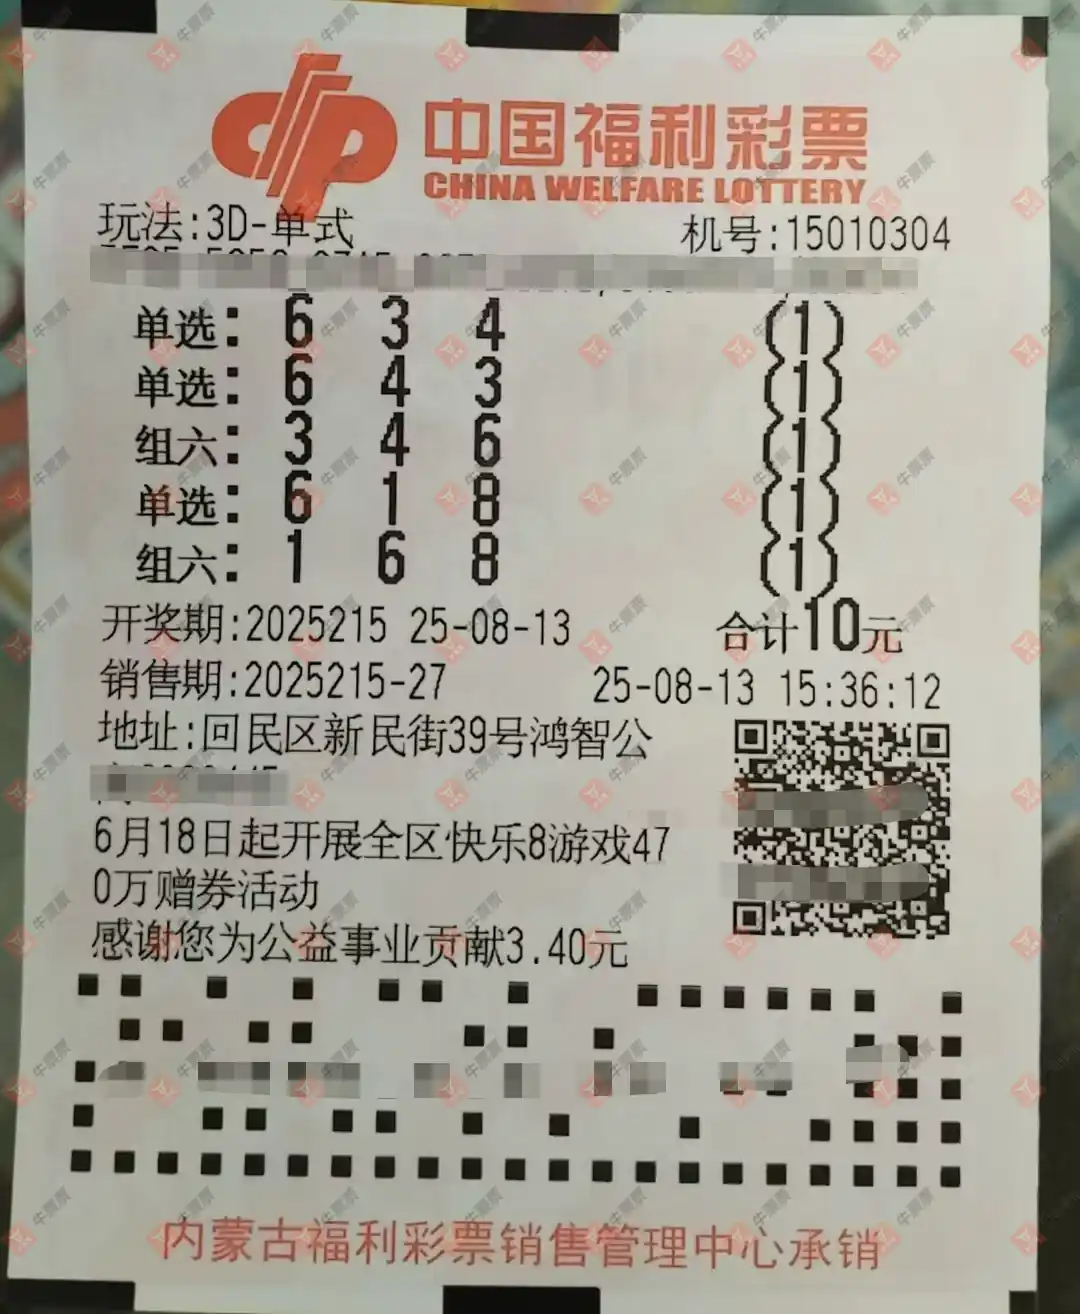 中国福利彩票
CHINA WELFARE LOTTERY
玩法:3D-单式
机号:15010304
单选: 6 3 4 (1)
单选: 6 4 3 (1)
组六: 3 4 6 (1)
单选: 6 1 8 (1)
组六: 1 6 8 (1)
开奖期:2025215 25-08-13 合计10元
销售期:2025215-27 25-08-13 15:36:12
地址:回民区新民街39号鸿智公
6月18日起开展全区快乐8游戏47
0万赠券活动
感谢您为公益事业贡献3.40元
内蒙古福利彩票销售管理中心承销
牛票票